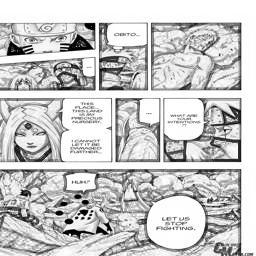 OBITO...
...
WHAT ARE
YOUR
INTENTIONS
...
THIS
PLACE...
THIS LAND
IS MY
PRECIOUS
NURSERY.
I CANNOT
LET IT BE
DAMAGED
FURTHER...
LET US
STOP
FIGHTING.
HUH?